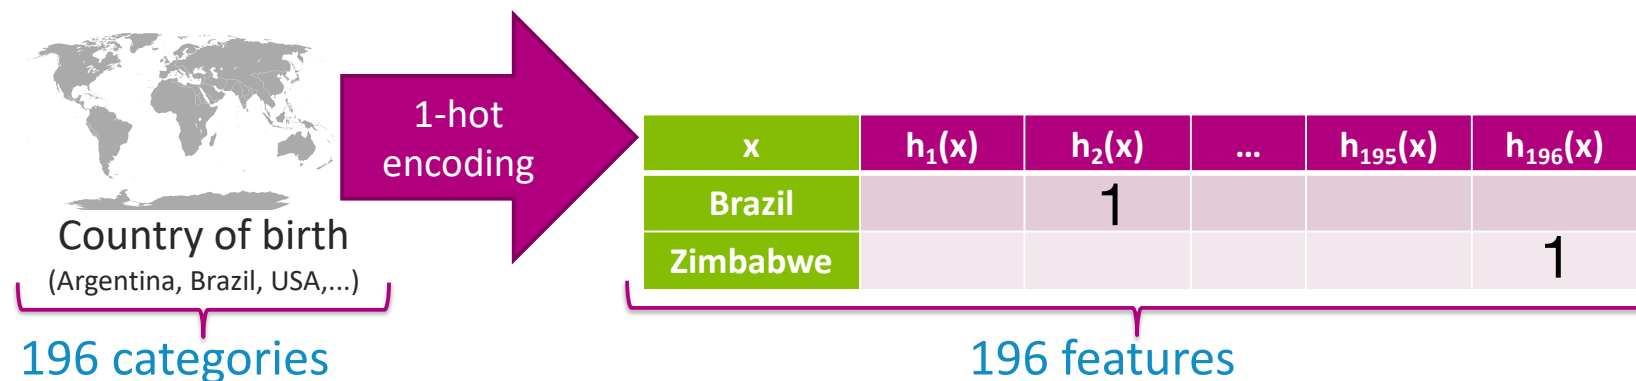 1-hot
encoding
Country of birth
(Argentina, Brazil, USA,...)
196 categories
x h₁(x) h₂(x) ... h₁₉₅(x) h₁₉₆(x)
Brazil 1
Zimbabwe 1
196 features